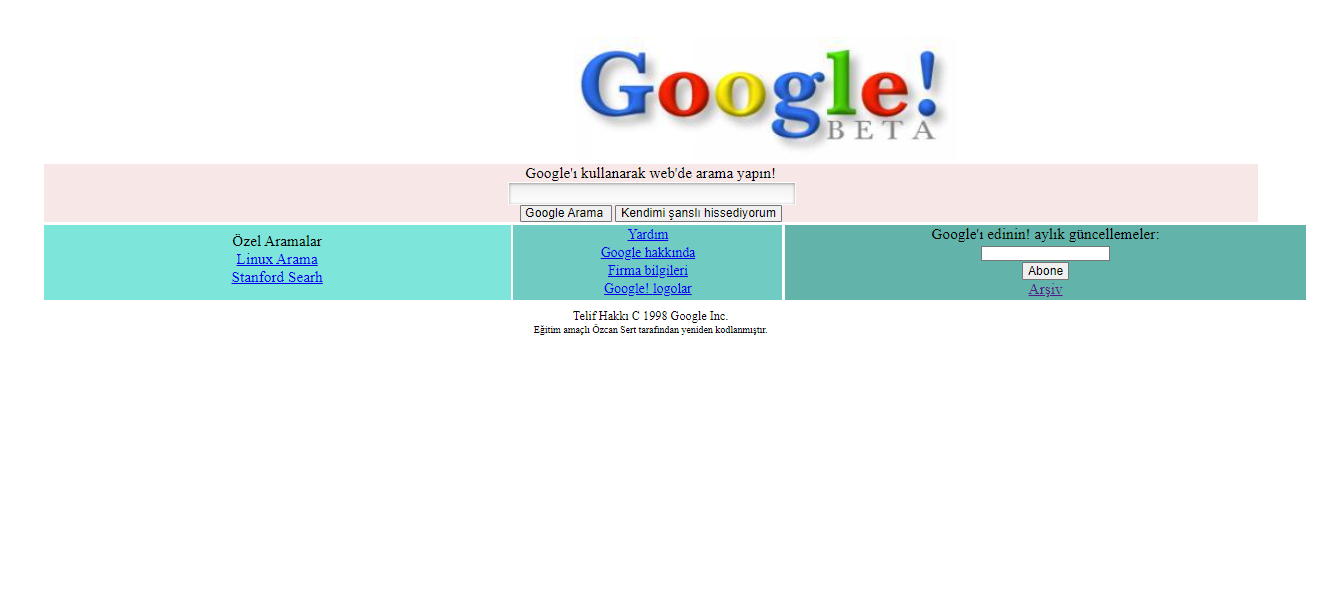 Google!
BETA
Google'ı kullanarak web'de arama yapın!
Google Arama Kendimi şanslı hissediyorum
Özel Aramalar
Linux Arama
Stanford Searh
Yardım
Google hakkında
Firma bilgileri
Google! logolar
Google'ı edinin! aylık güncellemeler:
Abone
Arşiv
Telif Hakkı C 1998 Google Inc.
Eğitim amaçlı Özcan Sert tarafından yeniden kodlanmıştır.